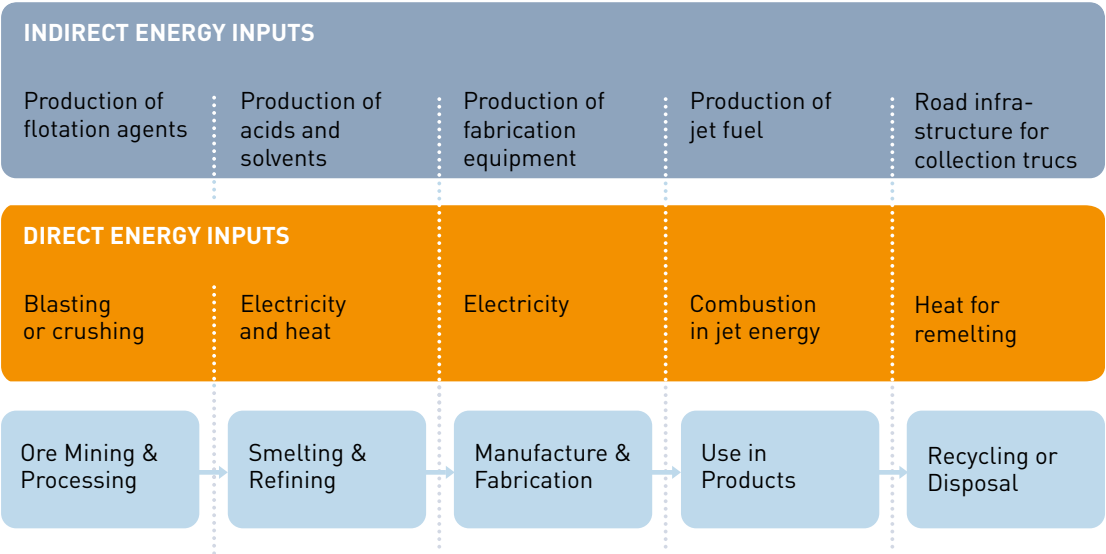 INDIRECT ENERGY INPUTS
Production of
flotation agents
Production of
acids and
solvents
Production of
fabrication
equipment
Production of
jet fuel
Road infra-
structure for
collection trucs
DIRECT ENERGY INPUTS
Blasting
or crushing
Electricity
and heat
Electricity
Combustion
in jet energy
Heat for
remelting
Ore Mining &
Processing
Smelting &
Refining
Manufacture &
Fabrication
Use in
Products
Recycling or
Disposal